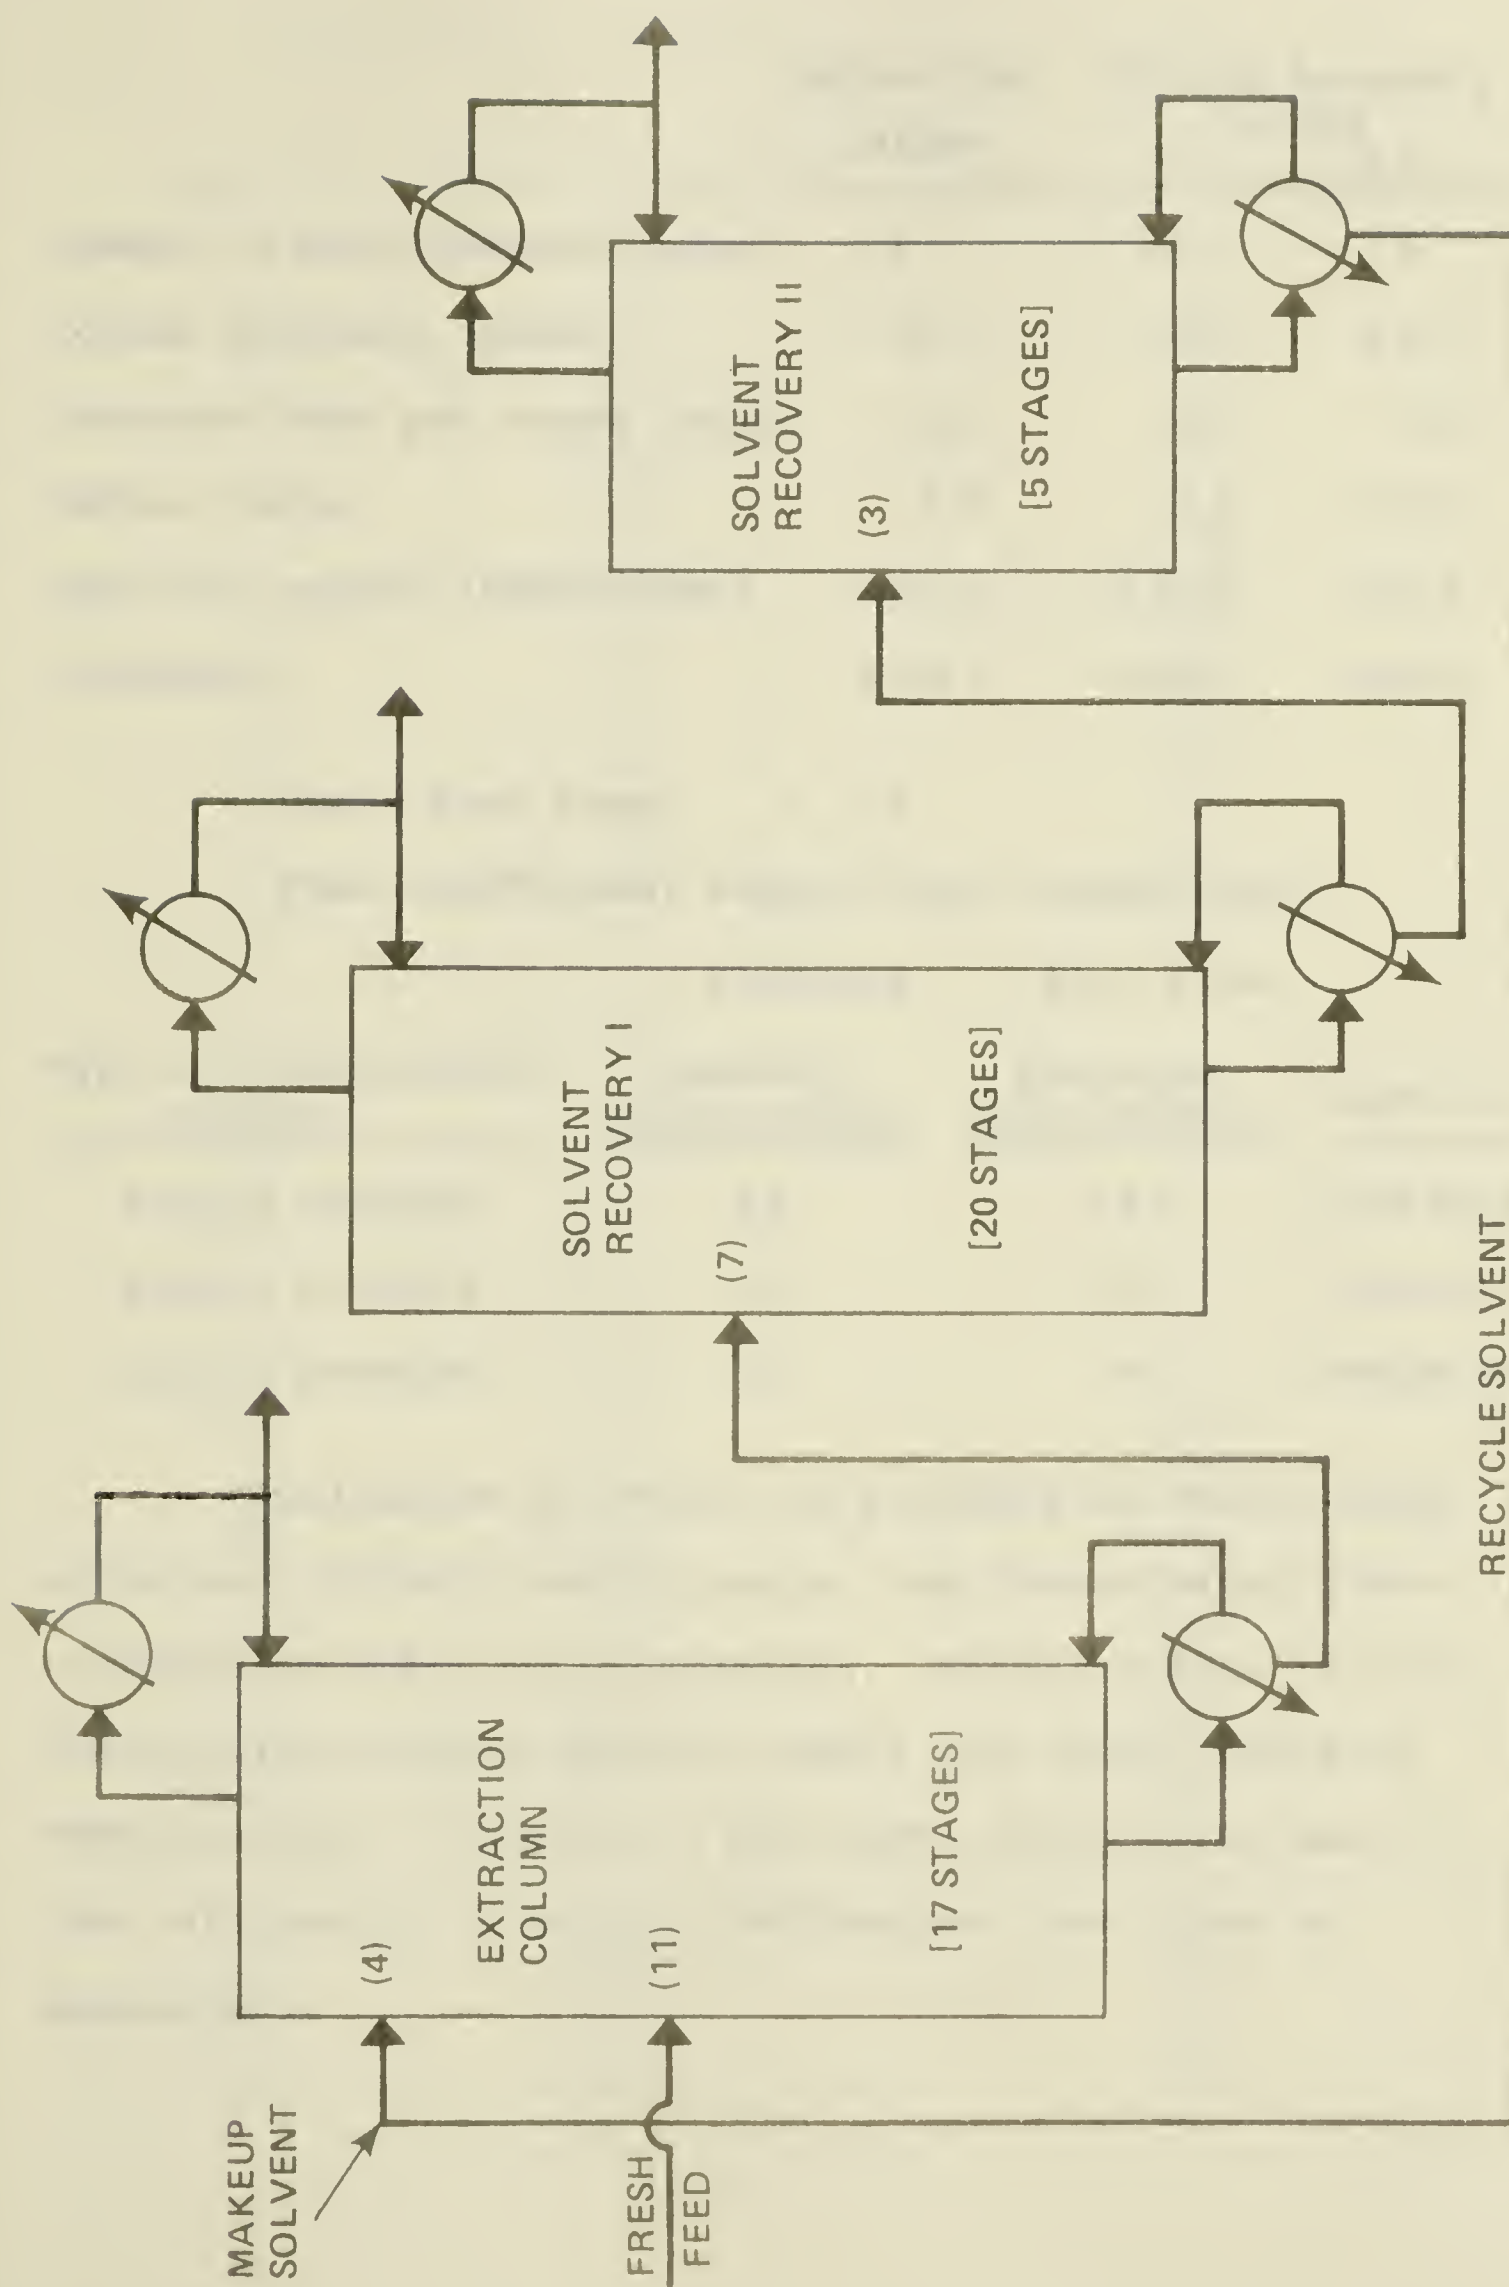 MAKEUP
SOLVENT
FRESH
FEED
(4)
EXTRACTION
COLUMN
(11)
[17 STAGES]
SOLVENT
RECOVERY I
(7)
[20 STAGES]
SOLVENT
RECOVERY II
(3)
[5 STAGES]
RECYCLE SOLVENT